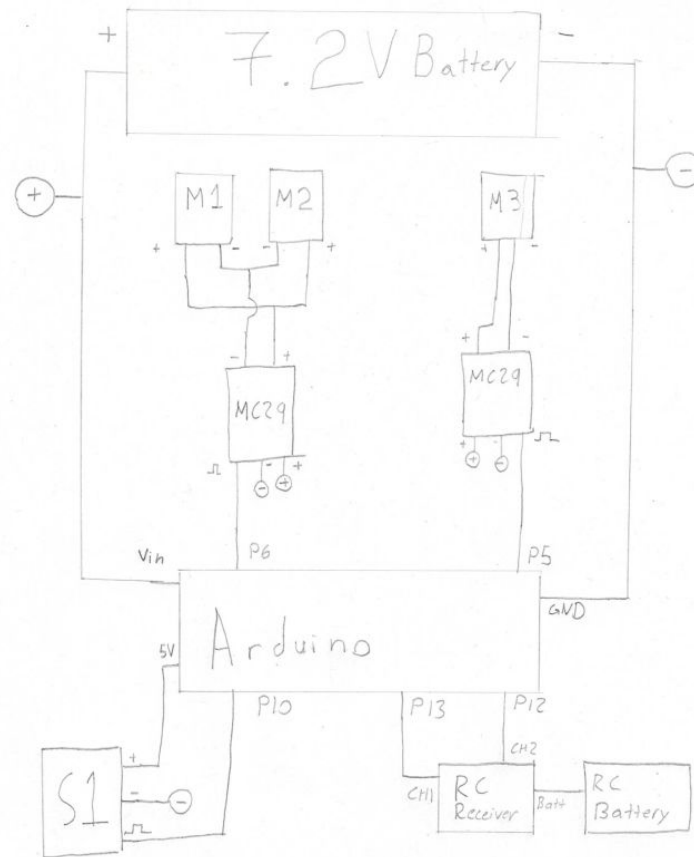 + 7.2V Battery -
+ -
M1 M2 M3
+ - - + + -
- + + -
MC29 MC29
- + + -
- + + -
Vin P6 P5
GND
5V Arduino
P10 P13 P12
+ CH2
S1 - - CH1 RC Receiver Batt RC Battery